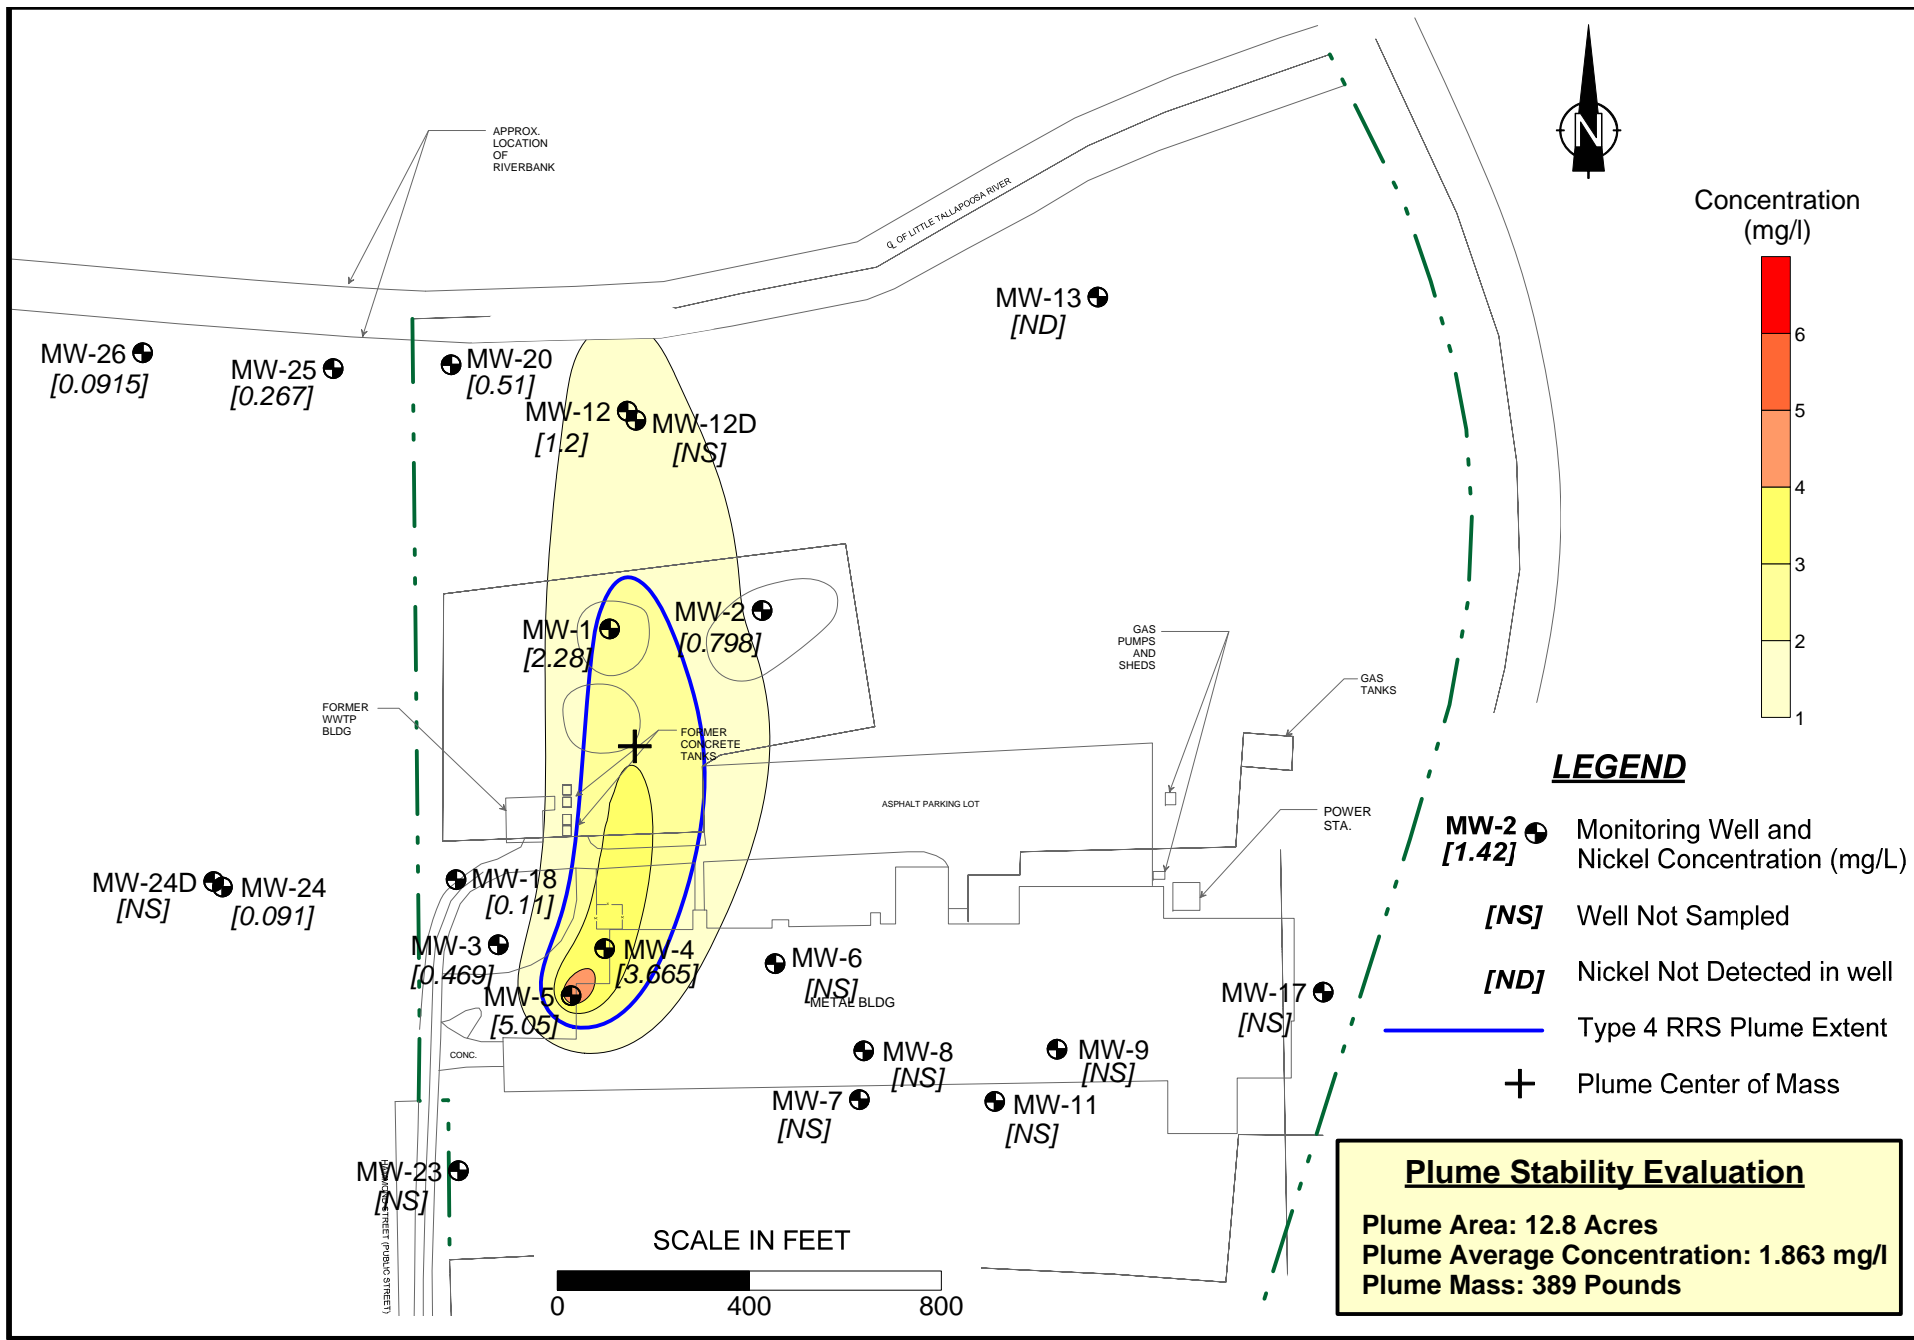 APPROX.
LOCATION
OF
RIVERBANK
℄ OF LITTLE TALLAPOOSA RIVER
N
Concentration
(mg/l)
6
5
4
3
2
1
MW-13
[ND]
MW-26
[0.0915]
MW-25
[0.267]
MW-20
[0.51]
MW-12
[1.2]
MW-12D
[NS]
MW-1
[2.28]
MW-2
[0.798]
GAS
PUMPS
AND
SHEDS
GAS
TANKS
FORMER
WWTP
BLDG
FORMER
CONCRETE
TANKS
ASPHALT PARKING LOT
POWER
STA.
MW-24D
[NS]
MW-24
[0.091]
MW-18
[0.11]
MW-3
[0.469]
MW-4
[3.665]
MW-5
[5.05]
MW-6
[NS]
METAL BLDG
MW-17
[NS]
CONC.
MW-8
[NS]
MW-9
[NS]
MW-7
[NS]
MW-11
[NS]
MW-23
[NS]
HAMMOND STREET (PUBLIC STREET)
SCALE IN FEET
0
400
800
LEGEND
MW-2
[1.42]
Monitoring Well and
Nickel Concentration (mg/L)
[NS]
Well Not Sampled
[ND]
Nickel Not Detected in well
Type 4 RRS Plume Extent
Plume Center of Mass
Plume Stability Evaluation
Plume Area: 12.8 Acres
Plume Average Concentration: 1.863 mg/l
Plume Mass: 389 Pounds